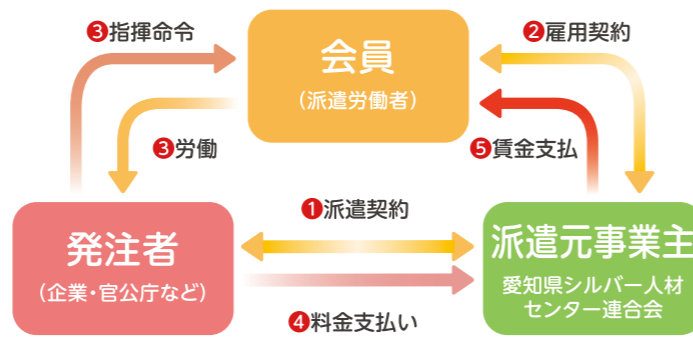 ❸指揮命令
❷雇用契約
会員
（派遣労働者）
❸労働
❺賃金支払
❶派遣契約
発注者
（企業・官公庁など）
派遣元事業主
愛知県シルバー人材
センター連合会
❹料金支払い